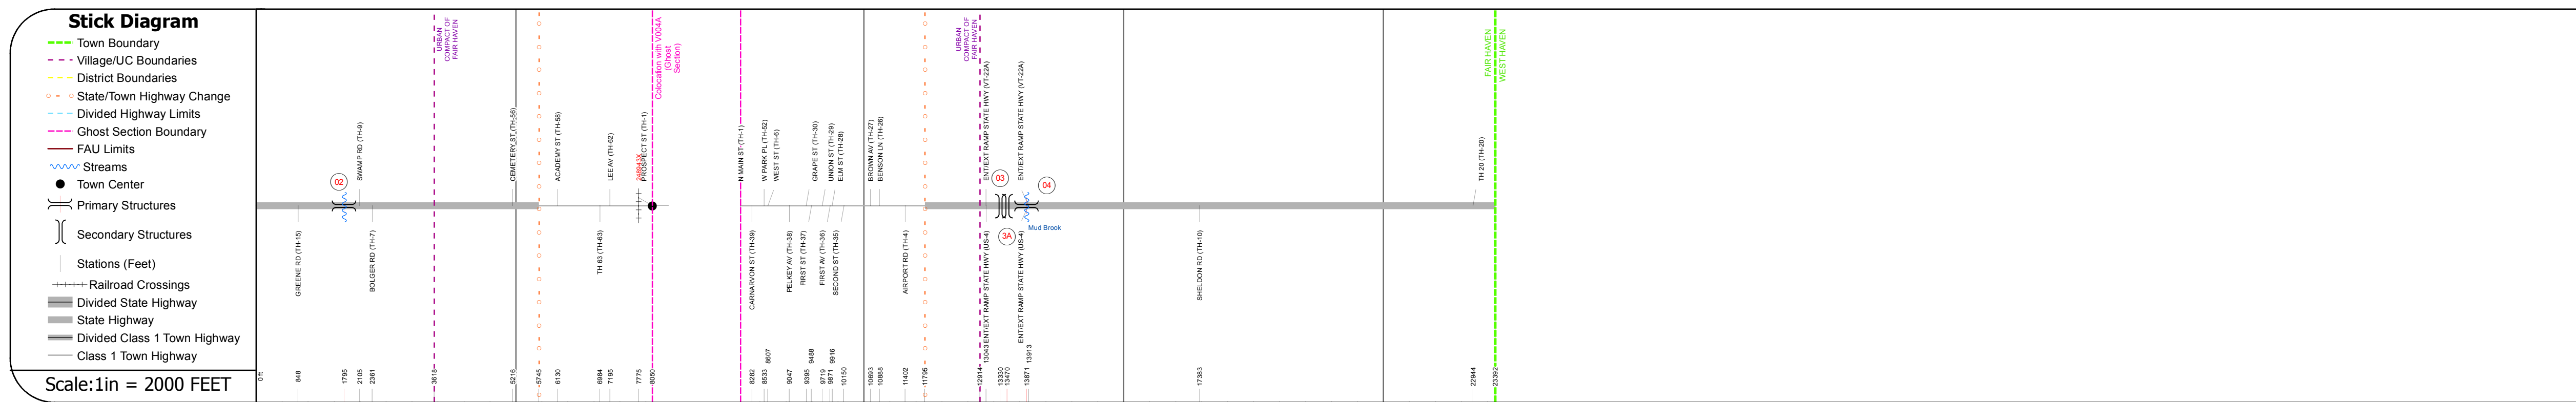 Stick Diagram
Town Boundary
Village/UC Boundaries
District Boundaries
State/Town Highway Change
Divided Highway Limits
Ghost Section Boundary
FAU Limits
Streams
Town Center
Primary Structures
Secondary Structures
Stations (Feet)
Railroad Crossings
Divided State Highway
State Highway
Divided Class 1 Town Highway
Class 1 Town Highway
Scale:1in = 2000 FEET
URBAN
COMPACT OF
FAIR HAVEN
Colocation with V004A
(Ghost
Section)
URBAN
COMPACT OF
FAIR HAVEN
FAIR HAVEN
WEST HAVEN
SWAMP RD (TH-9)
CEMETERY ST (TH-56)
ACADEMY ST (TH-58)
LEE AV (TH-62)
PROSPECT ST (TH-1)
N MAIN ST (TH-1)
W PARK PL (TH-52)
WEST ST (TH-6)
GRAPE ST (TH-30)
UNION ST (TH-29)
ELM ST (TH-28)
BROWN AV (TH-27)
BENSON LN (TH-26)
ENT/EXT RAMP STATE HWY (VT-22A)
ENT/EXT RAMP STATE HWY (VT-22A)
TH 20 (TH-20)
02
03
04
3A
Mud Brook
GREENE RD (TH-15)
BOLGER RD (TH-7)
TH 63 (TH-63)
CARNARVON ST (TH-39)
PELKEY AV (TH-38)
FIRST ST (TH-37)
FIRST AV (TH-36)
SECOND ST (TH-35)
AIRPORT RD (TH-4)
ENT/EXT RAMP STATE HWY (US-4)
ENT/EXT RAMP STATE HWY (US-4)
SHELDON RD (TH-10)
0 ft
848
1795
2105
2361
3618
5216
5745
6130
6984
7195
7775
8050
8282
8533
8607
9047
9395
9488
9719
9871
9916
10150
10693
10888
11402
11795
12914
13043
13330
13470
13871
13913
17383
22944
23392